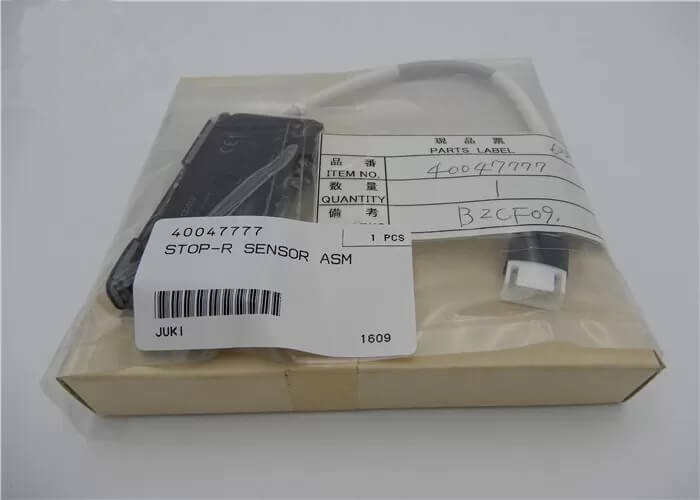 現品票
PARTS LABEL
品番
ITEM NO. 40047777
数量
QUANTITY 1
備考
BZCF09.
40047777
1 PCS
STOP-R SENSOR ASM
JUKI 1609